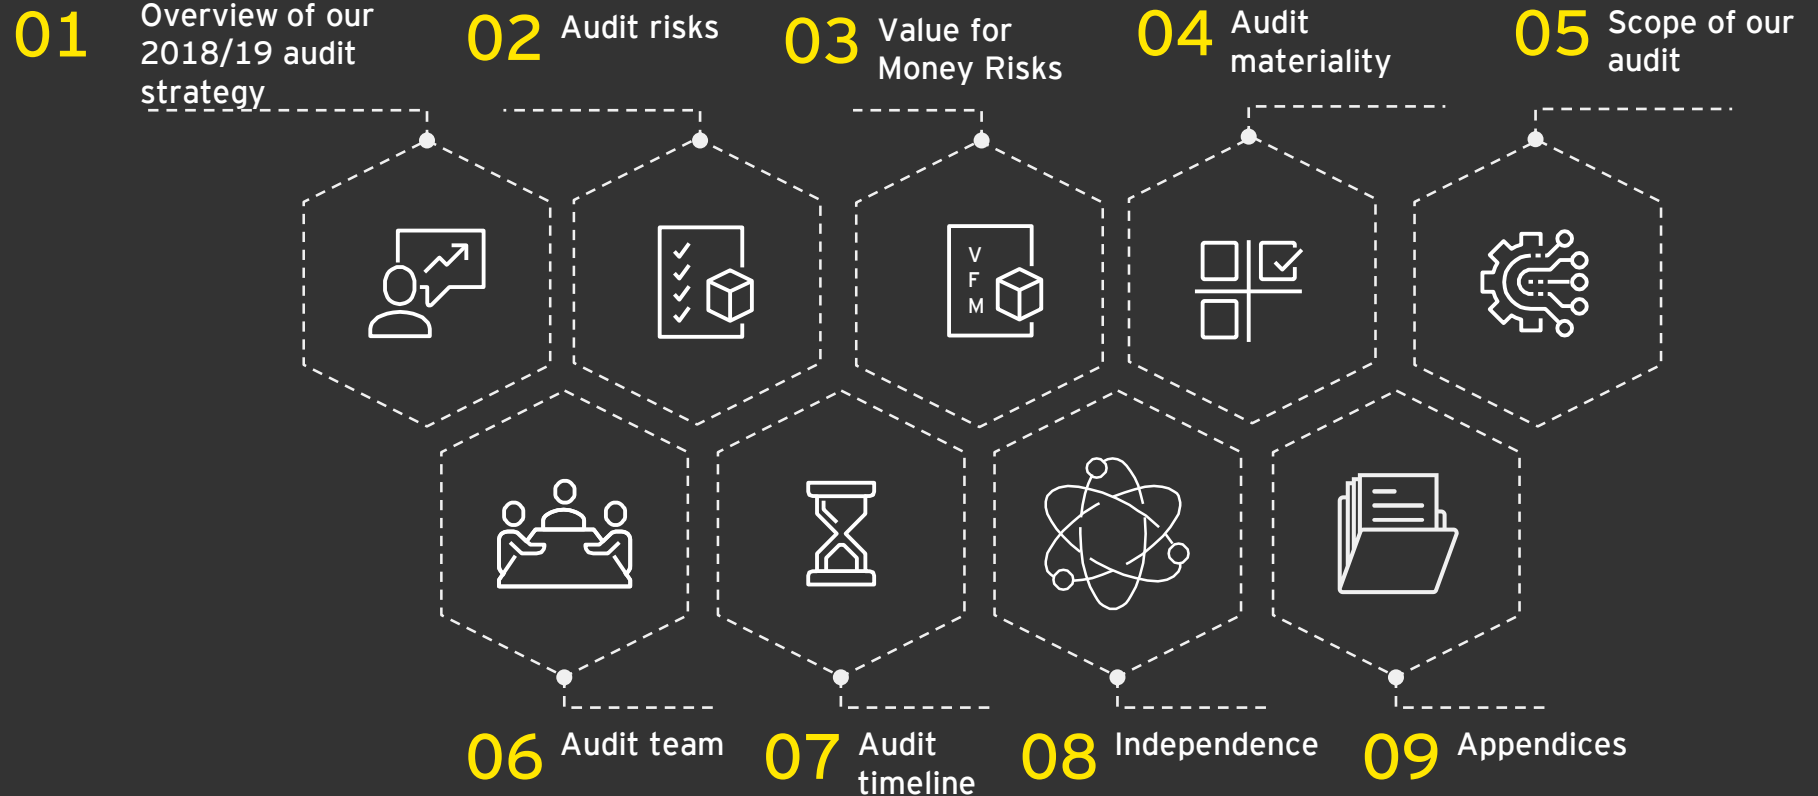 01 Overview of our
2018/19 audit
strategy
02 Audit risks
03 Value for
Money Risks
04 Audit
materiality
05 Scope of our
audit
V
F
M
06 Audit team
07 Audit
timeline
08 Independence
09 Appendices